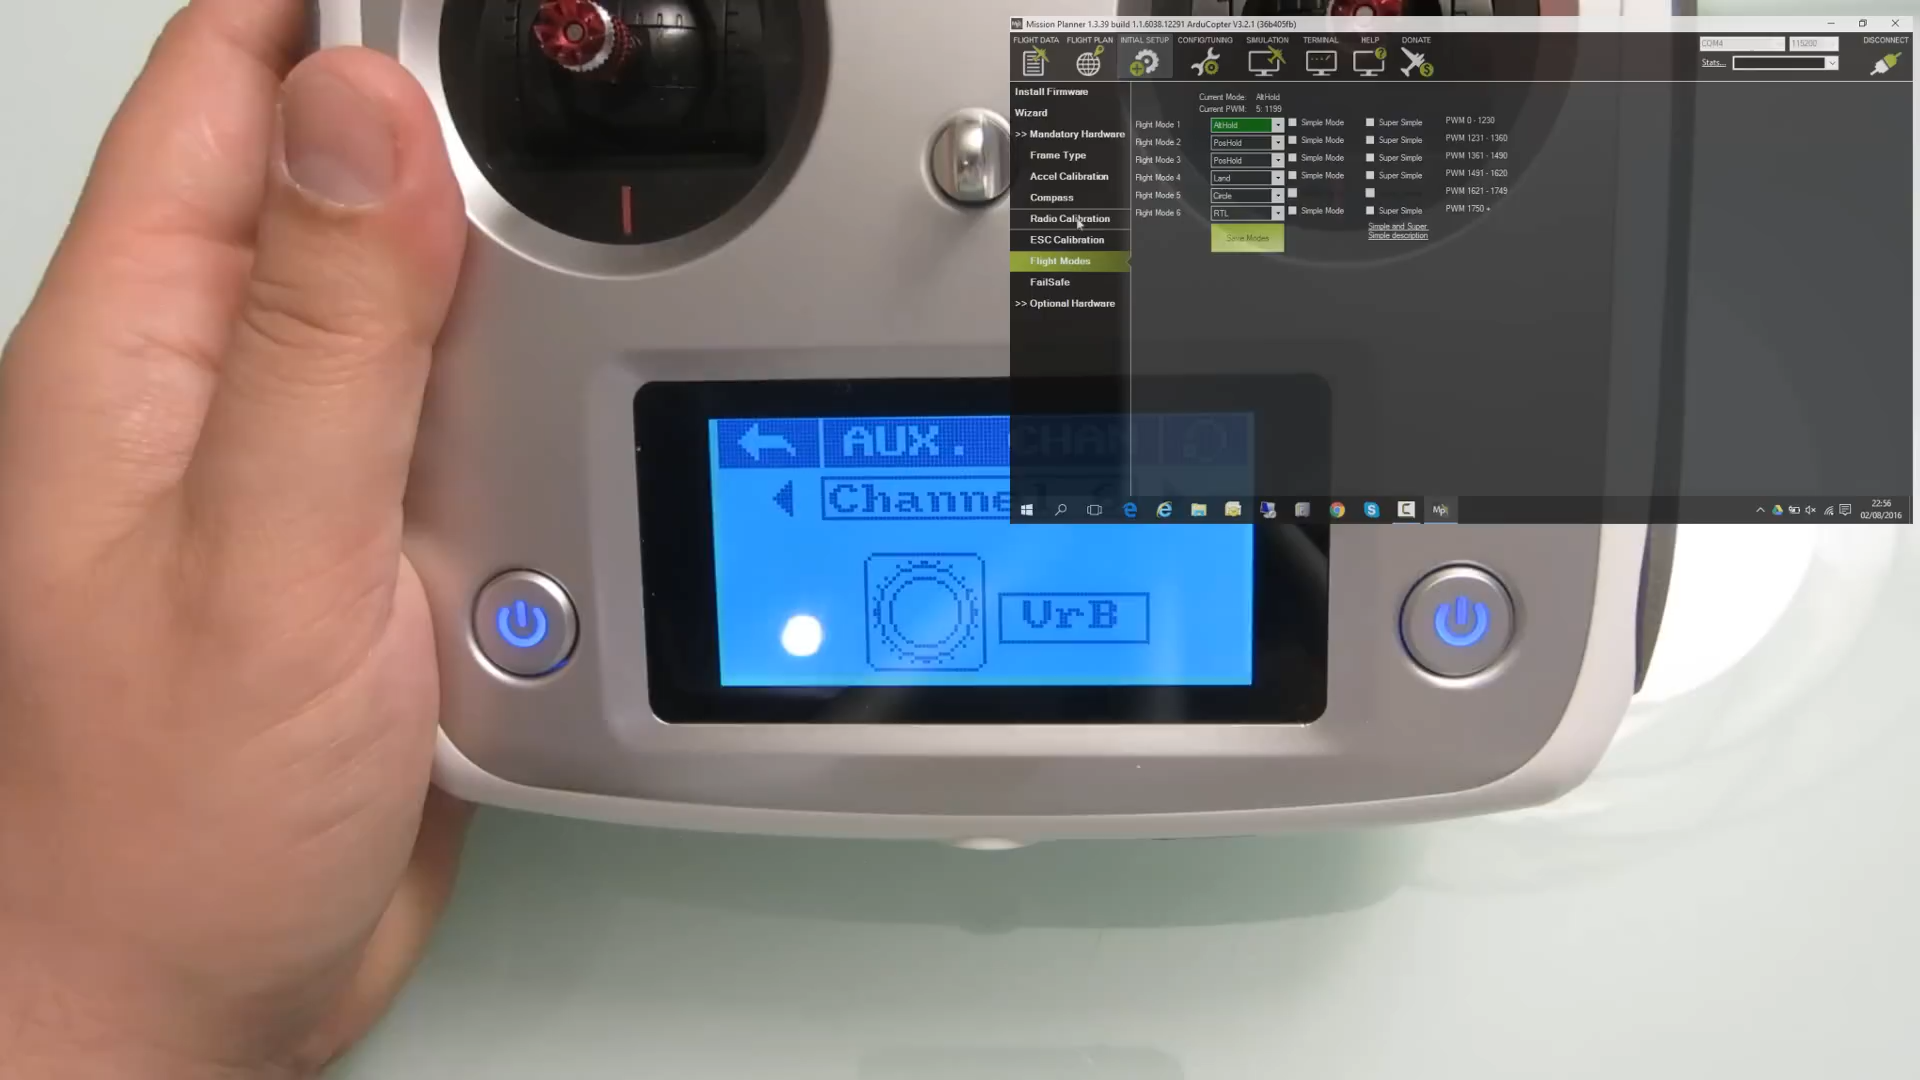 Mission Planner 1.3.39 build 1.1.6038.12291 ArduCopter V3.2.1 (36b405fb)
FLIGHT DATA FLIGHT PLAN INITIAL SETUP CONFIG/TUNING SIMULATION TERMINAL HELP DONATE DISCONNECT
COM4 115200
Stats...
Install Firmware
Wizard
>> Mandatory Hardware
Frame Type
Accel Calibration
Compass
Radio Calibration
ESC Calibration
Flight Modes
FailSafe
>> Optional Hardware
Current Mode: AltHold
Current PWM: 5: 1199
Flight Mode 1 AltHold Simple Mode Super Simple PWM 0 - 1230
Flight Mode 2 PosHold Simple Mode Super Simple PWM 1231 - 1360
Flight Mode 3 PosHold Simple Mode Super Simple PWM 1361 - 1490
Flight Mode 4 Land Simple Mode Super Simple PWM 1491 - 1620
Flight Mode 5 Circle PWM 1621 - 1749
Flight Mode 6 RTL Simple Mode Super Simple PWM 1750 +
Simple and Super
Simple description
Save Modes
22:56
02/08/2016
AUX. CHAN
Channel
VrB